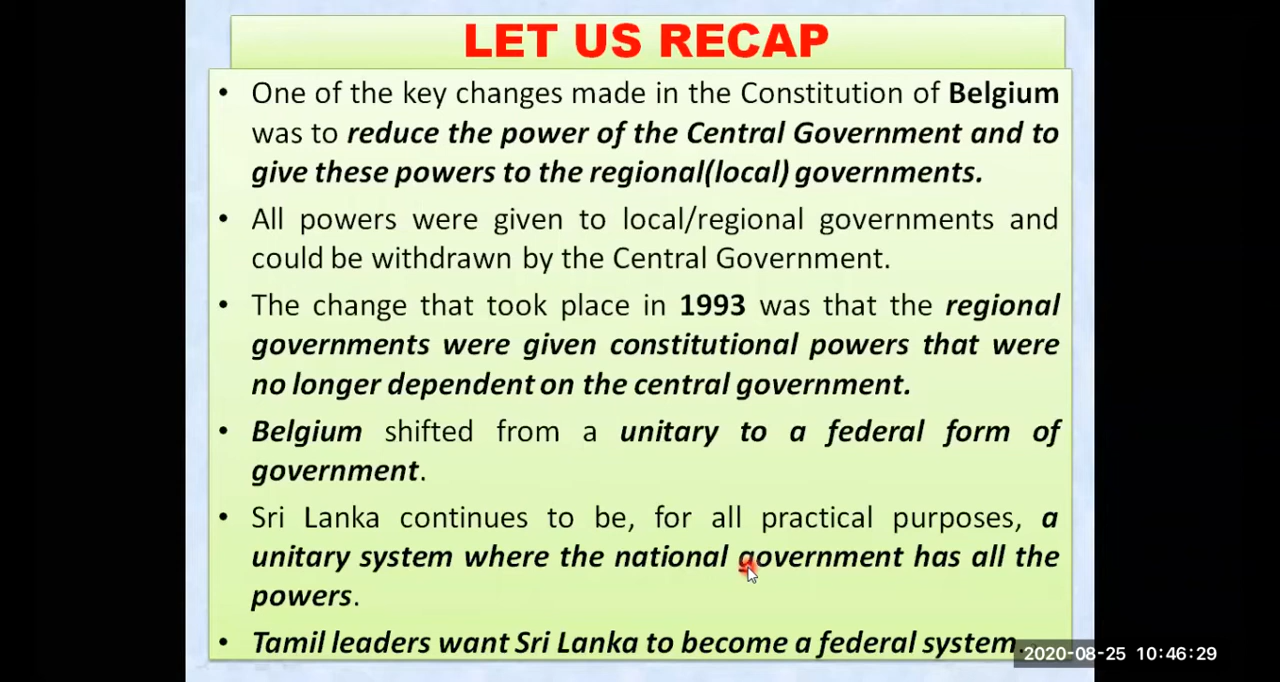 LET US RECAP
• One of the key changes made in the Constitution of Belgium
was to reduce the power of the Central Government and to
give these powers to the regional(local) governments.
• All powers were given to local/regional governments and
could be withdrawn by the Central Government.
• The change that took place in 1993 was that the regional
governments were given constitutional powers that were
no longer dependent on the central government.
• Belgium shifted from a unitary to a federal form of
government.
• Sri Lanka continues to be, for all practical purposes, a
unitary system where the national government has all the
powers.
• Tamil leaders want Sri Lanka to become a federal system.
2020-08-25 10:46:29